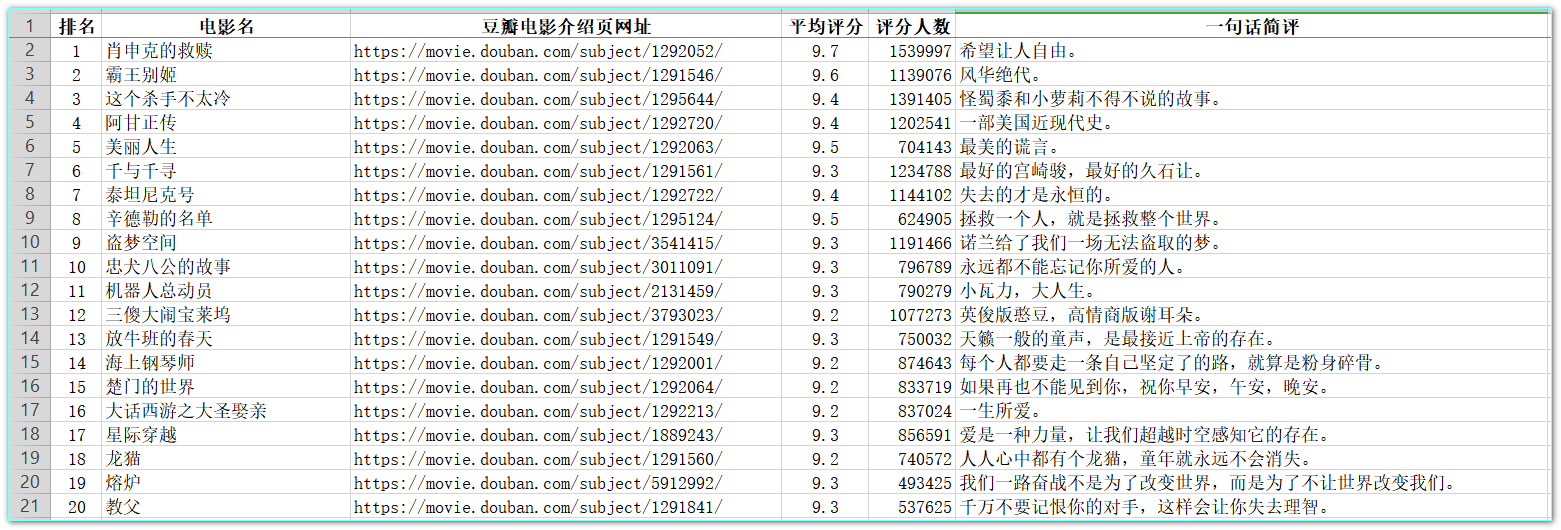 1 排名 电影名 豆瓣电影介绍页网址 平均评分 评分人数 一句话简评
2 1 肖申克的救赎 https://movie.douban.com/subject/1292052/ 9.7 1539997 希望让人自由。
3 2 霸王别姬 https://movie.douban.com/subject/1291546/ 9.6 1139076 风华绝代。
4 3 这个杀手不太冷 https://movie.douban.com/subject/1295644/ 9.4 1391405 怪蜀黍和小萝莉不得不说的故事。
5 4 阿甘正传 https://movie.douban.com/subject/1292720/ 9.4 1202541 一部美国近现代史。
6 5 美丽人生 https://movie.douban.com/subject/1292063/ 9.5 704143 最美的谎言。
7 6 千与千寻 https://movie.douban.com/subject/1291561/ 9.3 1234788 最好的宫崎骏，最好的久石让。
8 7 泰坦尼克号 https://movie.douban.com/subject/1292722/ 9.4 1144102 失去的才是永恒的。
9 8 辛德勒的名单 https://movie.douban.com/subject/1295124/ 9.5 624905 拯救一个人，就是拯救整个世界。
10 9 盗梦空间 https://movie.douban.com/subject/3541415/ 9.3 1191466 诺兰给了我们一场无法盗取的梦。
11 10 忠犬八公的故事 https://movie.douban.com/subject/3011091/ 9.3 796789 永远都不能忘记你所爱的人。
12 11 机器人总动员 https://movie.douban.com/subject/2131459/ 9.3 790279 小瓦力，大人生。
13 12 三傻大闹宝莱坞 https://movie.douban.com/subject/3793023/ 9.2 1077273 英俊版憨豆，高情商版谢耳朵。
14 13 放牛班的春天 https://movie.douban.com/subject/1291549/ 9.3 750032 天籁一般的童声，是最接近上帝的存在。
15 14 海上钢琴师 https://movie.douban.com/subject/1292001/ 9.2 874643 每个人都要走一条自己坚定了的路，就算是粉身碎骨。
16 15 楚门的世界 https://movie.douban.com/subject/1292064/ 9.2 833719 如果再也不能见到你，祝你早安，午安，晚安。
17 16 大话西游之大圣娶亲 https://movie.douban.com/subject/1292213/ 9.2 837024 一生所爱。
18 17 星际穿越 https://movie.douban.com/subject/1889243/ 9.3 856591 爱是一种力量，让我们超越时空感知它的存在。
19 18 龙猫 https://movie.douban.com/subject/1291560/ 9.2 740572 人人心中都有个龙猫，童年就永远不会消失。
20 19 熔炉 https://movie.douban.com/subject/5912992/ 9.3 493425 我们一路奋战不是为了改变世界，而是为了不让世界改变我们。
21 20 教父 https://movie.douban.com/subject/1291841/ 9.3 537625 千万不要记恨你的对手，这样会让你失去理智。